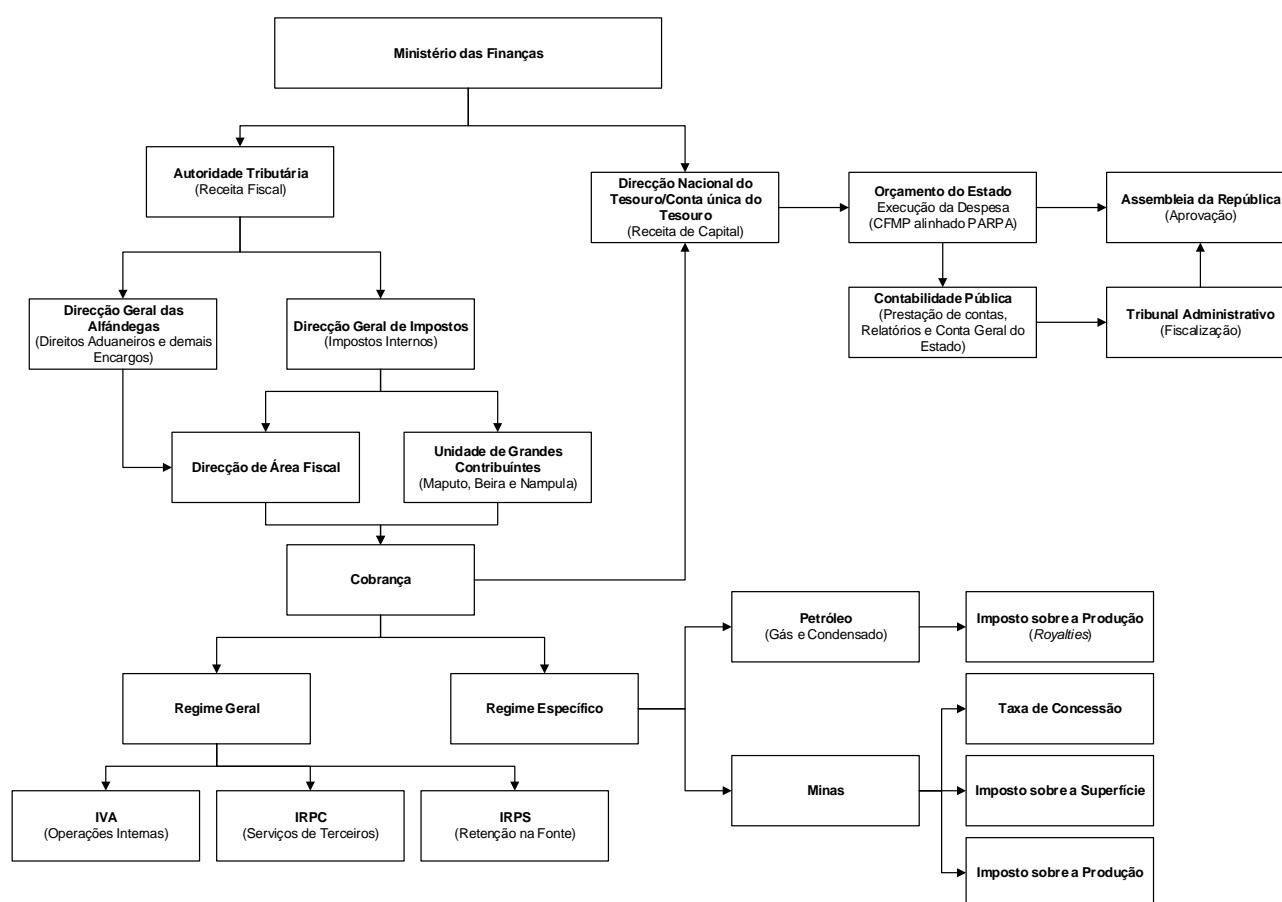 Ministério das Finanças
Autoridade Tributária
(Receita Fiscal)
Direcção Nacional do
Tesouro/Conta única do
Tesouro
(Receita de Capital)
Orçamento do Estado
Execução da Despesa
(CFMP alinhado PARPA)
Assembleia da República
(Aprovação)
Direcção Geral das
Alfándegas
(Direitos Aduaneiros e demais
Encargos)
Direcção Geral de Impostos
(Impostos Internos)
Contabilidade Pública
(Prestação de contas,
Relatórios e Conta Geral do
Estado)
Tribunal Administrativo
(Fiscalização)
Direcção de Área Fiscal
Unidade de Grandes
Contribuíntes
(Maputo, Beira e Nampula)
Cobrança
Petróleo
(Gás e Condensado)
Imposto sobre a Produção
(Royalties)
Regime Geral
Regime Específico
Taxa de Concessão
Minas
Imposto sobre a Superfície
IVA
(Operações Internas)
IRPC
(Serviços de Terceiros)
IRPS
(Retenção na Fonte)
Imposto sobre a Produção